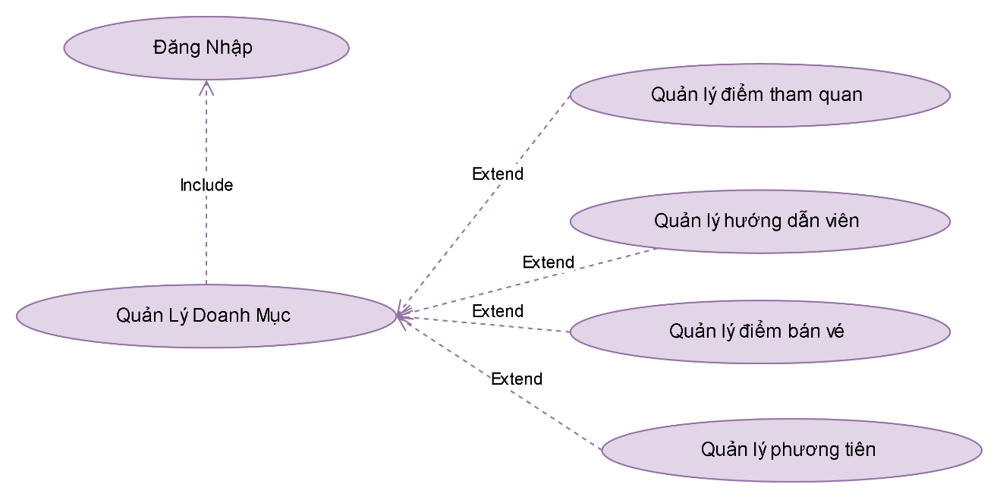 Đăng Nhập
Quản lý điểm tham quan
Extend
Include
Quản lý hướng dẫn viên
Extend
Quản Lý Doanh Mục
Extend
Quản lý điểm bán vé
Extend
Quản lý phương tiên